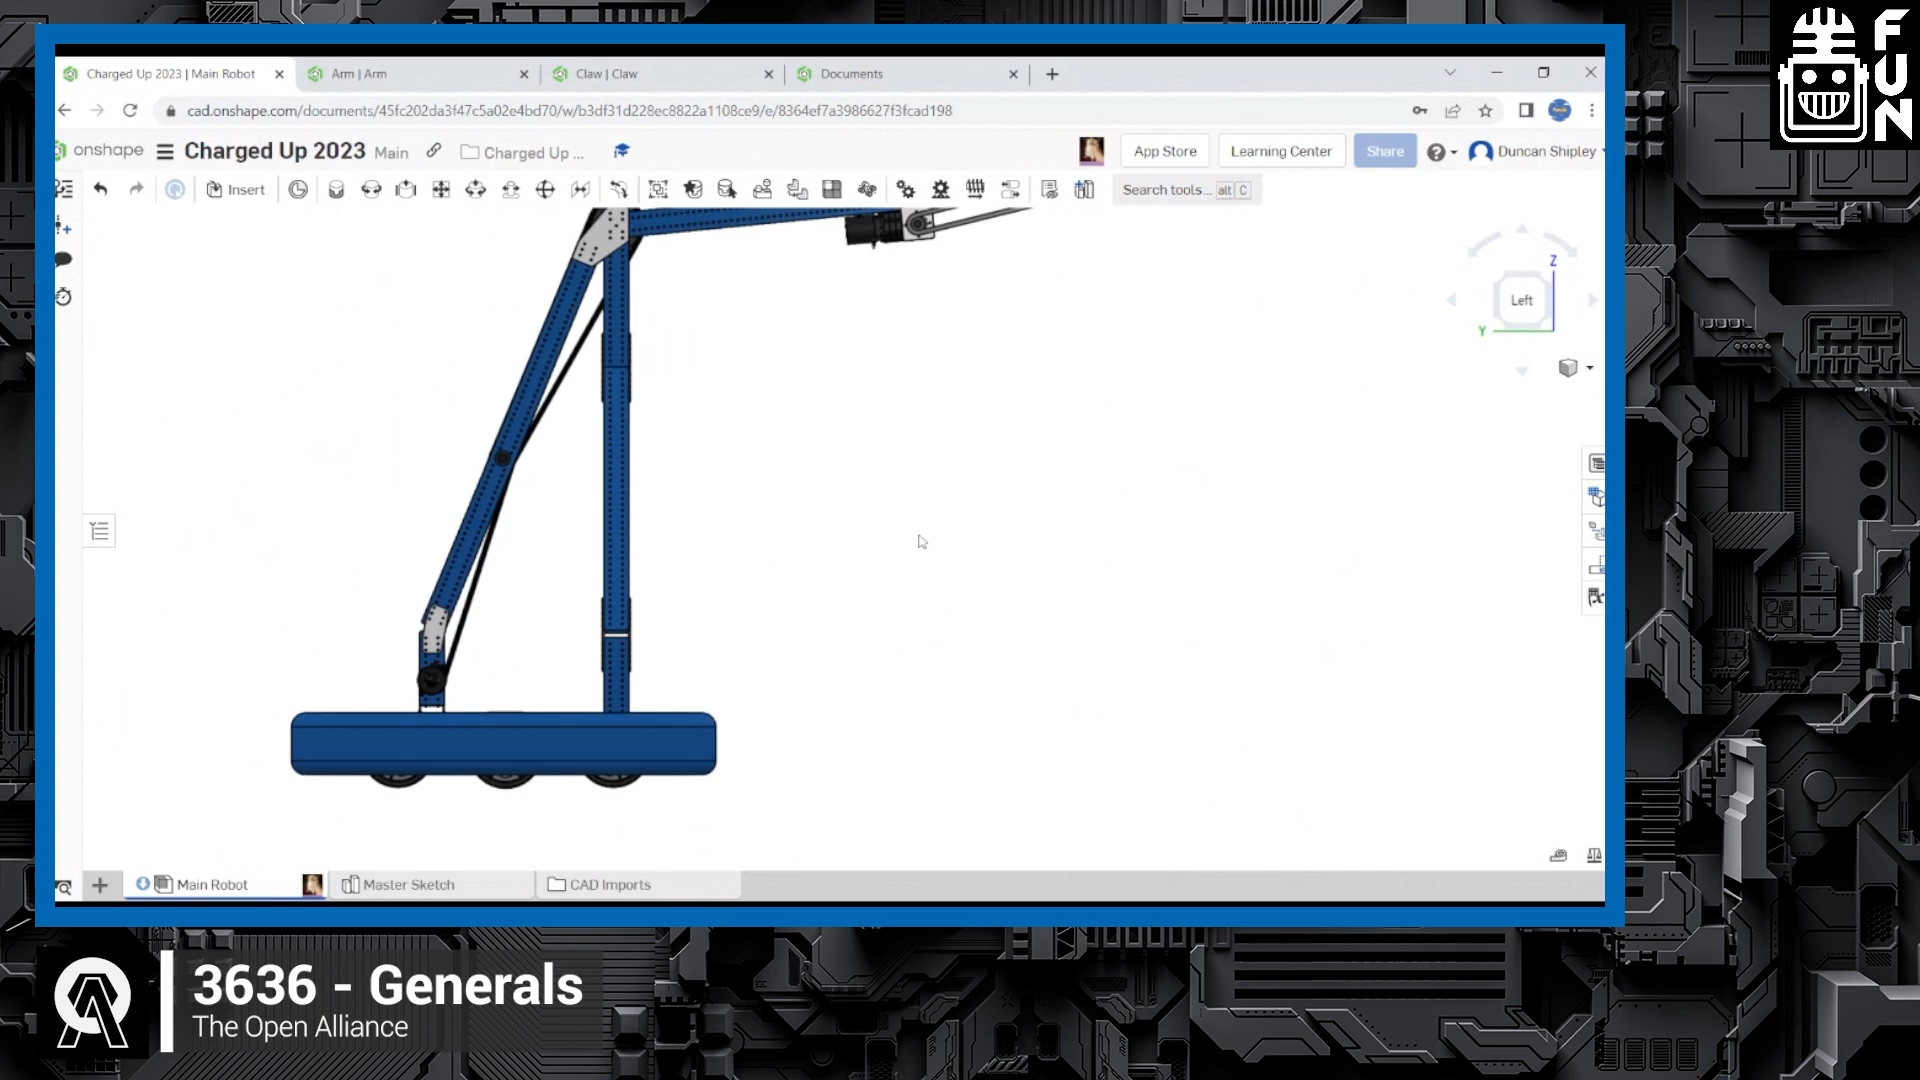 Charged Up 2023 | Main Robot
Arm | Arm
Claw | Claw
Documents
cad.onshape.com/documents/45fc202da3f47c5a02e4bd70/w/b3df31d228ec8822a1108ce9/e/8364ef7a3986627f3fcad198
onshape
Charged Up 2023 Main
Charged Up ...
App Store
Learning Center
Share
Duncan Shipley
Insert
Search tools... alt C
Z
Left
Y
Main Robot
Master Sketch
CAD Imports
3636 - Generals
The Open Alliance
FUN